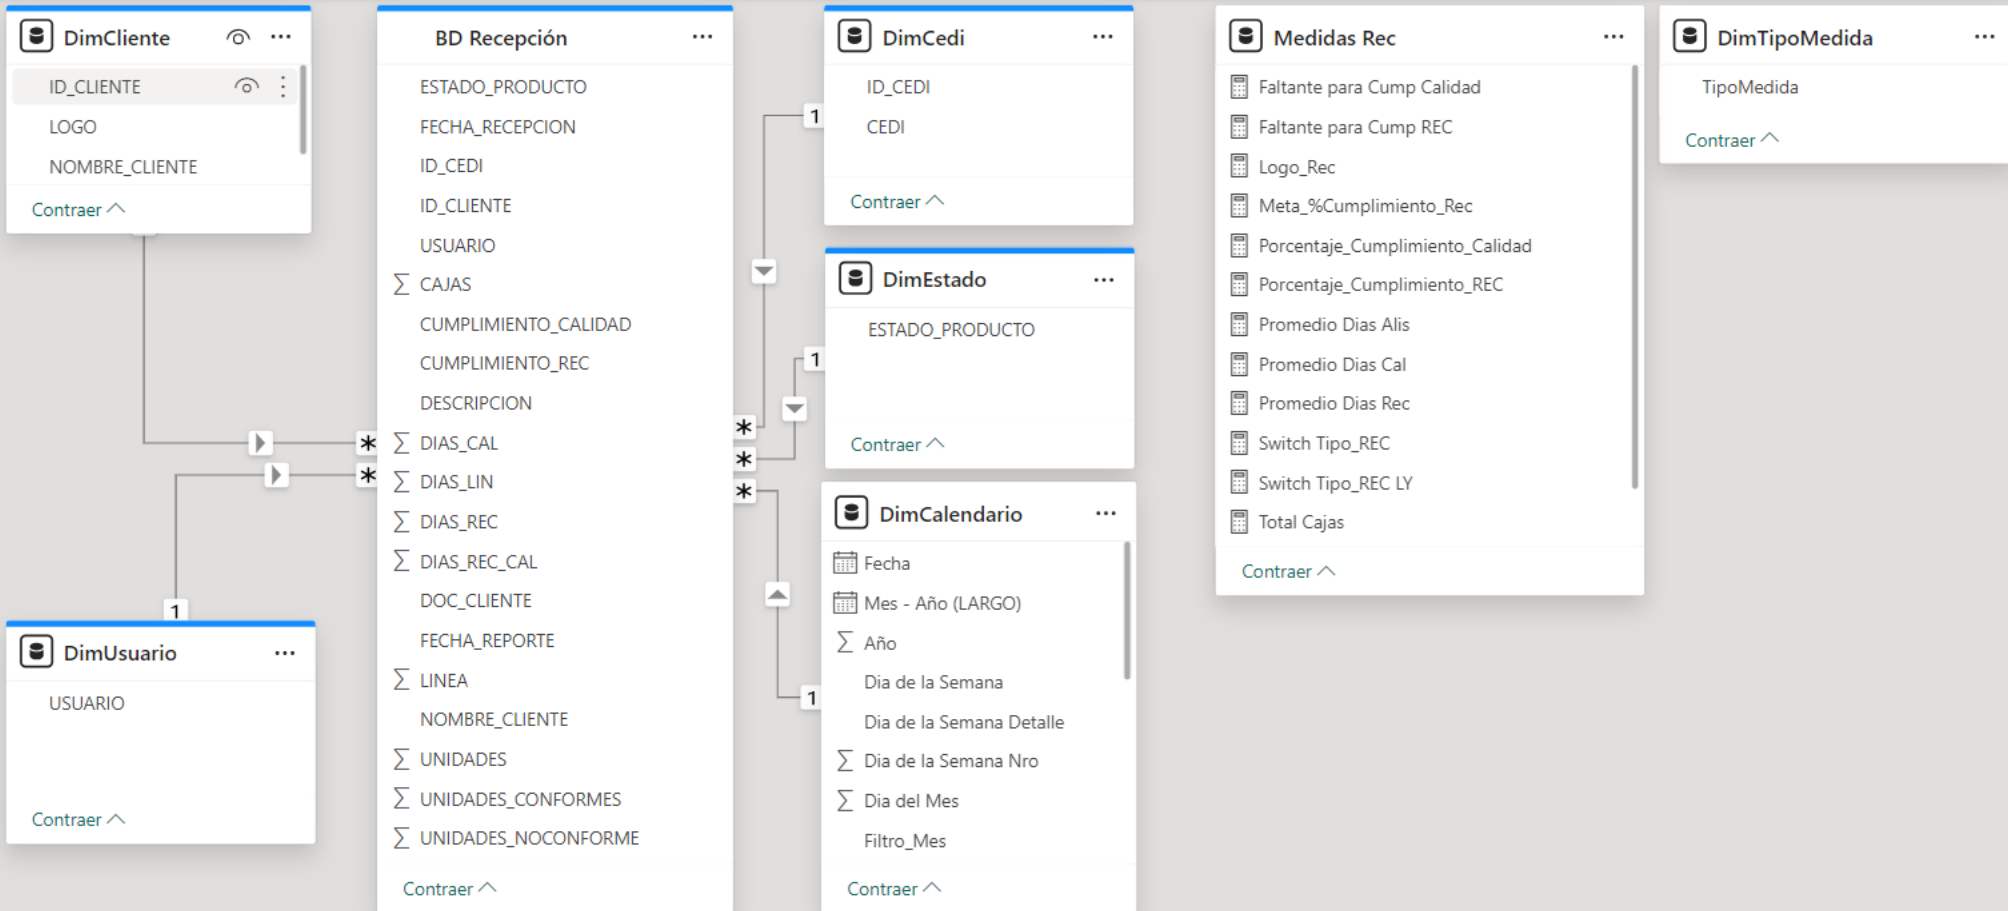 DimCliente
ID_CLIENTE
LOGO
NOMBRE_CLIENTE
Contraer
BD Recepción
ESTADO_PRODUCTO
FECHA_RECEPCION
ID_CEDI
ID_CLIENTE
USUARIO
CAJAS
CUMPLIMIENTO_CALIDAD
CUMPLIMIENTO_REC
DESCRIPCION
DIAS_CAL
DIAS_LIN
DIAS_REC
DIAS_REC_CAL
DOC_CLIENTE
FECHA_REPORTE
LINEA
NOMBRE_CLIENTE
UNIDADES
UNIDADES_CONFORMES
UNIDADES_NOCONFORME
Contraer
DimCedi
ID_CEDI
CEDI
Contraer
1
DimEstado
ESTADO_PRODUCTO
Contraer
1
DimCalendario
Fecha
Mes - Año (LARGO)
Año
Dia de la Semana
Dia de la Semana Detalle
Dia de la Semana Nro
Dia del Mes
Filtro_Mes
Contraer
1
*
*
*
*
*
1
DimUsuario
USUARIO
Contraer
Medidas Rec
Faltante para Cump Calidad
Faltante para Cump REC
Logo_Rec
Meta_%Cumplimiento_Rec
Porcentaje_Cumplimiento_Calidad
Porcentaje_Cumplimiento_REC
Promedio Dias Alis
Promedio Dias Cal
Promedio Dias Rec
Switch Tipo_REC
Switch Tipo_REC LY
Total Cajas
Contraer
DimTipoMedida
TipoMedida
Contraer